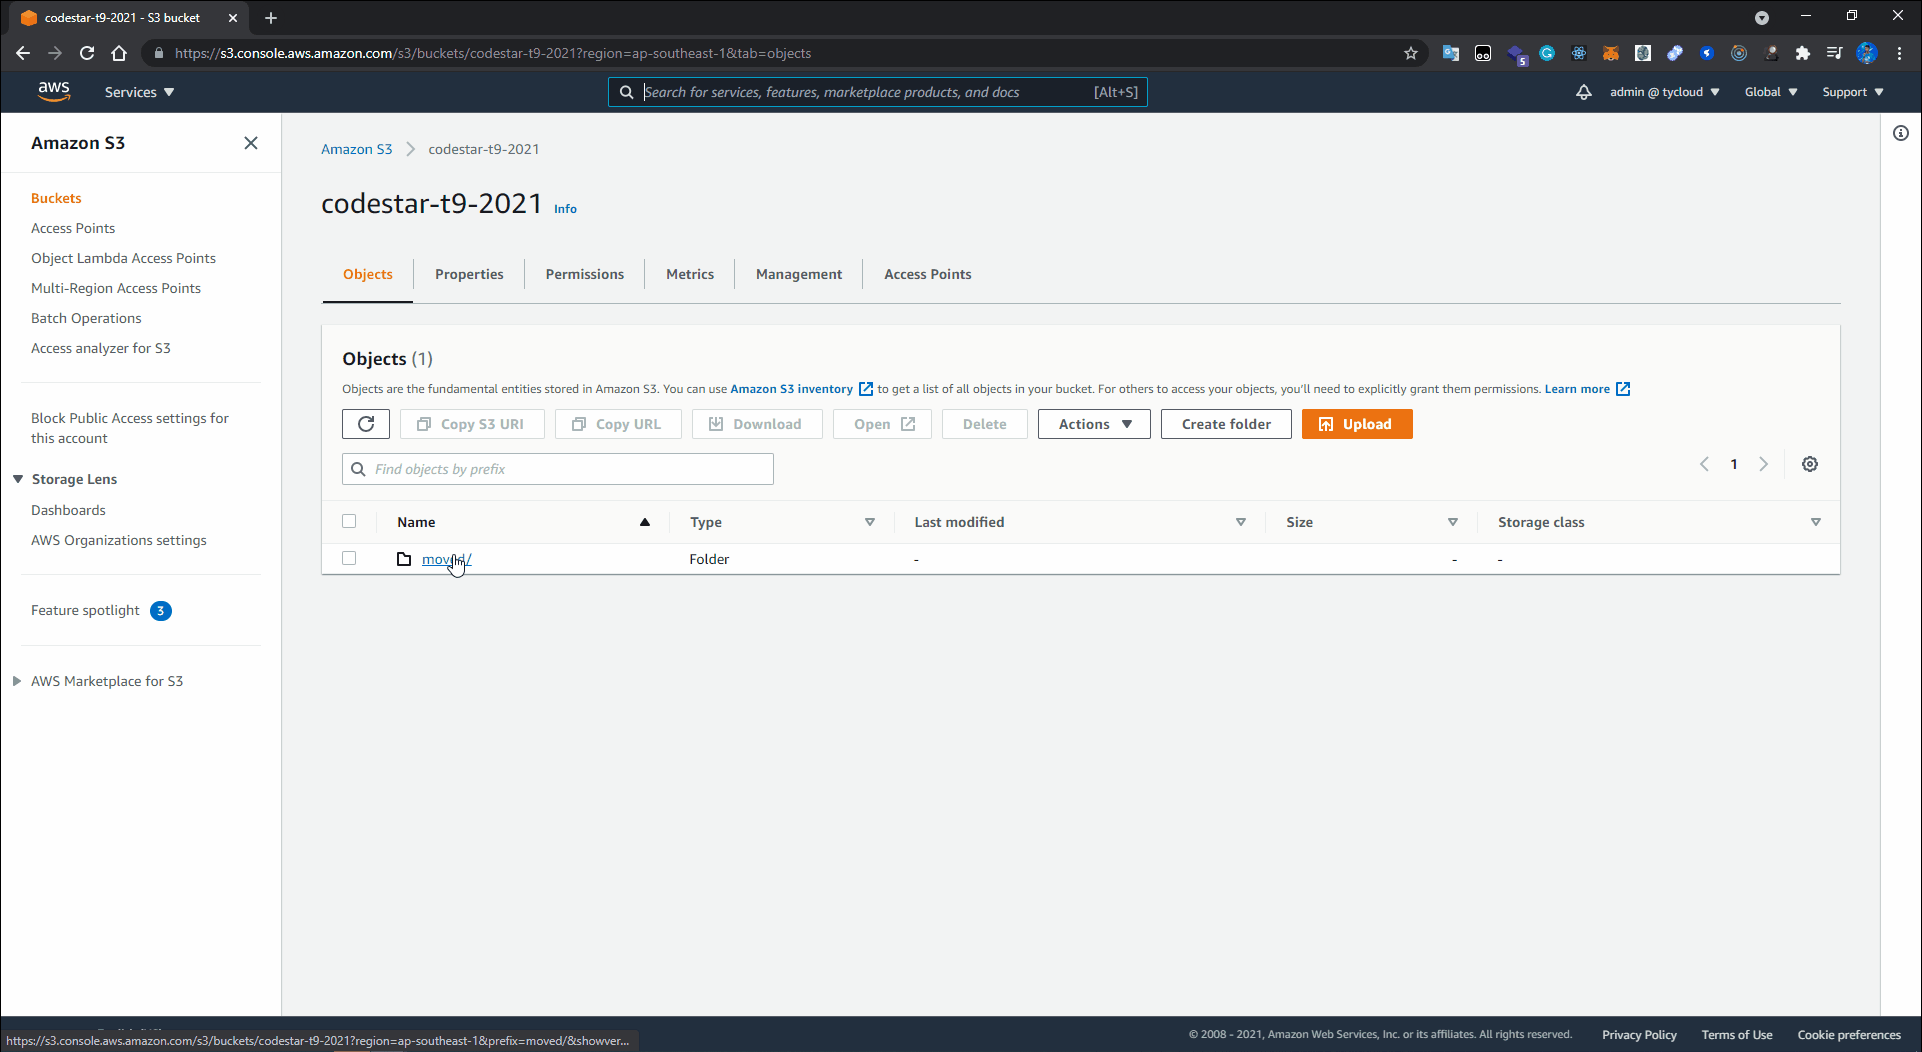 codestar-t9-2021 - S3 bucket
https://s3.console.aws.amazon.com/s3/buckets/codestar-t9-2021?region=ap-southeast-1&tab=objects
5
aws
Services
Search for services, features, marketplace products, and docs
[Alt+S]
admin @ tycloud
Global
Support
Amazon S3
Buckets
Access Points
Object Lambda Access Points
Multi-Region Access Points
Batch Operations
Access analyzer for S3
Block Public Access settings for
this account
Storage Lens
Dashboards
AWS Organizations settings
Feature spotlight 3
AWS Marketplace for S3
Amazon S3 codestar-t9-2021
codestar-t9-2021 Info
Objects Properties Permissions Metrics Management Access Points
Objects (1)
Objects are the fundamental entities stored in Amazon S3. You can use Amazon S3 inventory to get a list of all objects in your bucket. For others to access your objects, you'll need to explicitly grant them permissions. Learn more
Copy S3 URI Copy URL Download Open Delete Actions Create folder Upload
Find objects by prefix
1
Name Type Last modified Size Storage class
moved/ Folder - - -
https://s3.console.aws.amazon.com/s3/buckets/codestar-t9-2021?region=ap-southeast-1&prefix=moved/&showver...
© 2008 - 2021, Amazon Web Services, Inc. or its affiliates. All rights reserved. Privacy Policy Terms of Use Cookie preferences